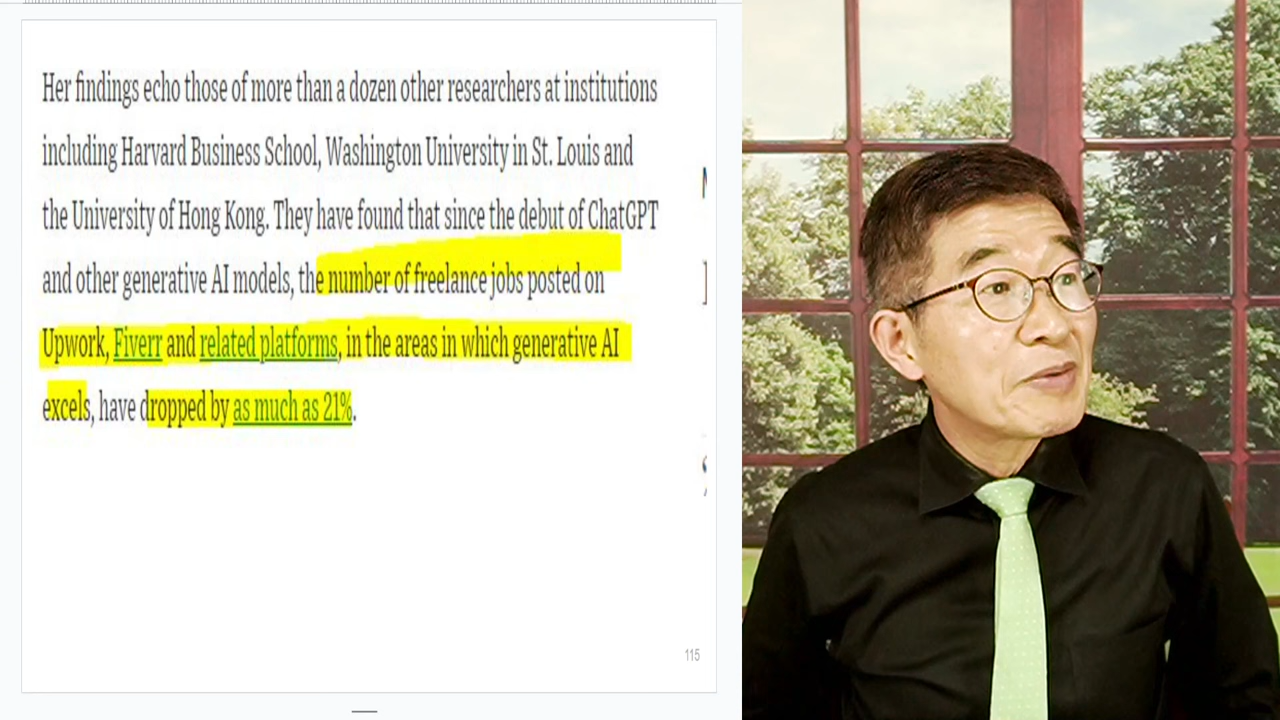 Her findings echo those of more than a dozen other researchers at institutions
including Harvard Business School, Washington University in St. Louis and
the University of Hong Kong. They have found that since the debut of ChatGPT
and other generative AI models, the number of freelance jobs posted on
Upwork, Fiverr and related platforms, in the areas in which generative AI
excels, have dropped by as much as 21%.
115